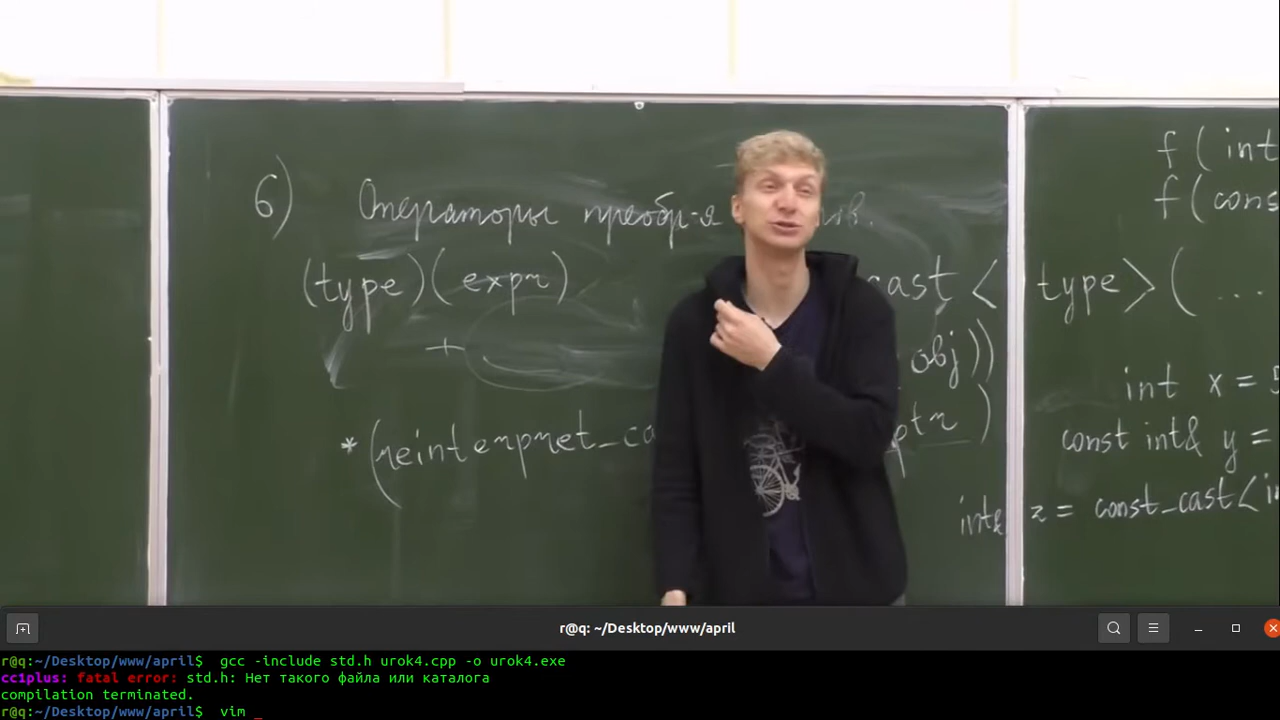 6) Операторы преобр-я
(type)(expr)
cast < type>( ...
+
obj))
*(reinterpret_ca ptr )
f ( int
f ( cons
int x = 5
const int& y =
int& z = const_cast<in
r@q: ~/Desktop/www/april
r@q:~/Desktop/www/april$ gcc -include std.h urok4.cpp -o urok4.exe
cc1plus: fatal error: std.h: Нет такого файла или каталога
compilation terminated.
r@q:~/Desktop/www/april$ vim _